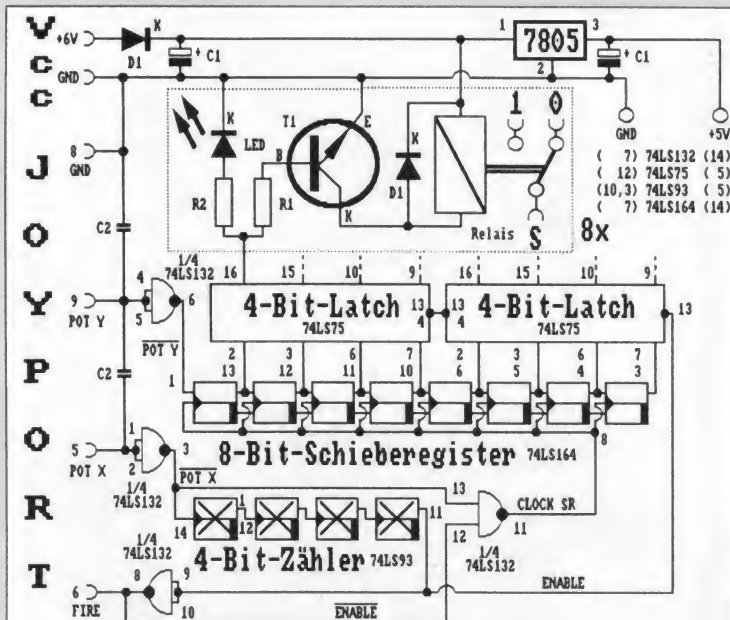 Vcc JOYPORT
+6V
D1
K
+ C1
1 7805 3
2
+ C1
GND
8
GND
GND +5V
( 7) 74LS132 (14)
( 12) 74LS75 ( 5)
(10,3) 74LS93 ( 5)
( 7) 74LS164 (14)
K
LED
R2
T1
E
B
K
R1
K
D1
1 0
Relais
S
8x
C2
1/4
74LS132
4
5
6
9
POT Y
POT Y
16 15 10 9 16 15 10 9
4-Bit-Latch
74LS75
13
4
13
4
4-Bit-Latch
74LS75
13
2 3 6 7 2 3 6 7
1 13 12 11 10 6 5 4 3
C2
8-Bit-Schieberegister 74LS164
8
1
2
3
5
POT X
POT X
1/4
74LS132
14 1 12 11
4-Bit-Zähler 74LS93
13
12
11
CLOCK SR
1/4
74LS132
1/4
74LS132
6
FIRE
8
9
10
ENABLE
ENABLE